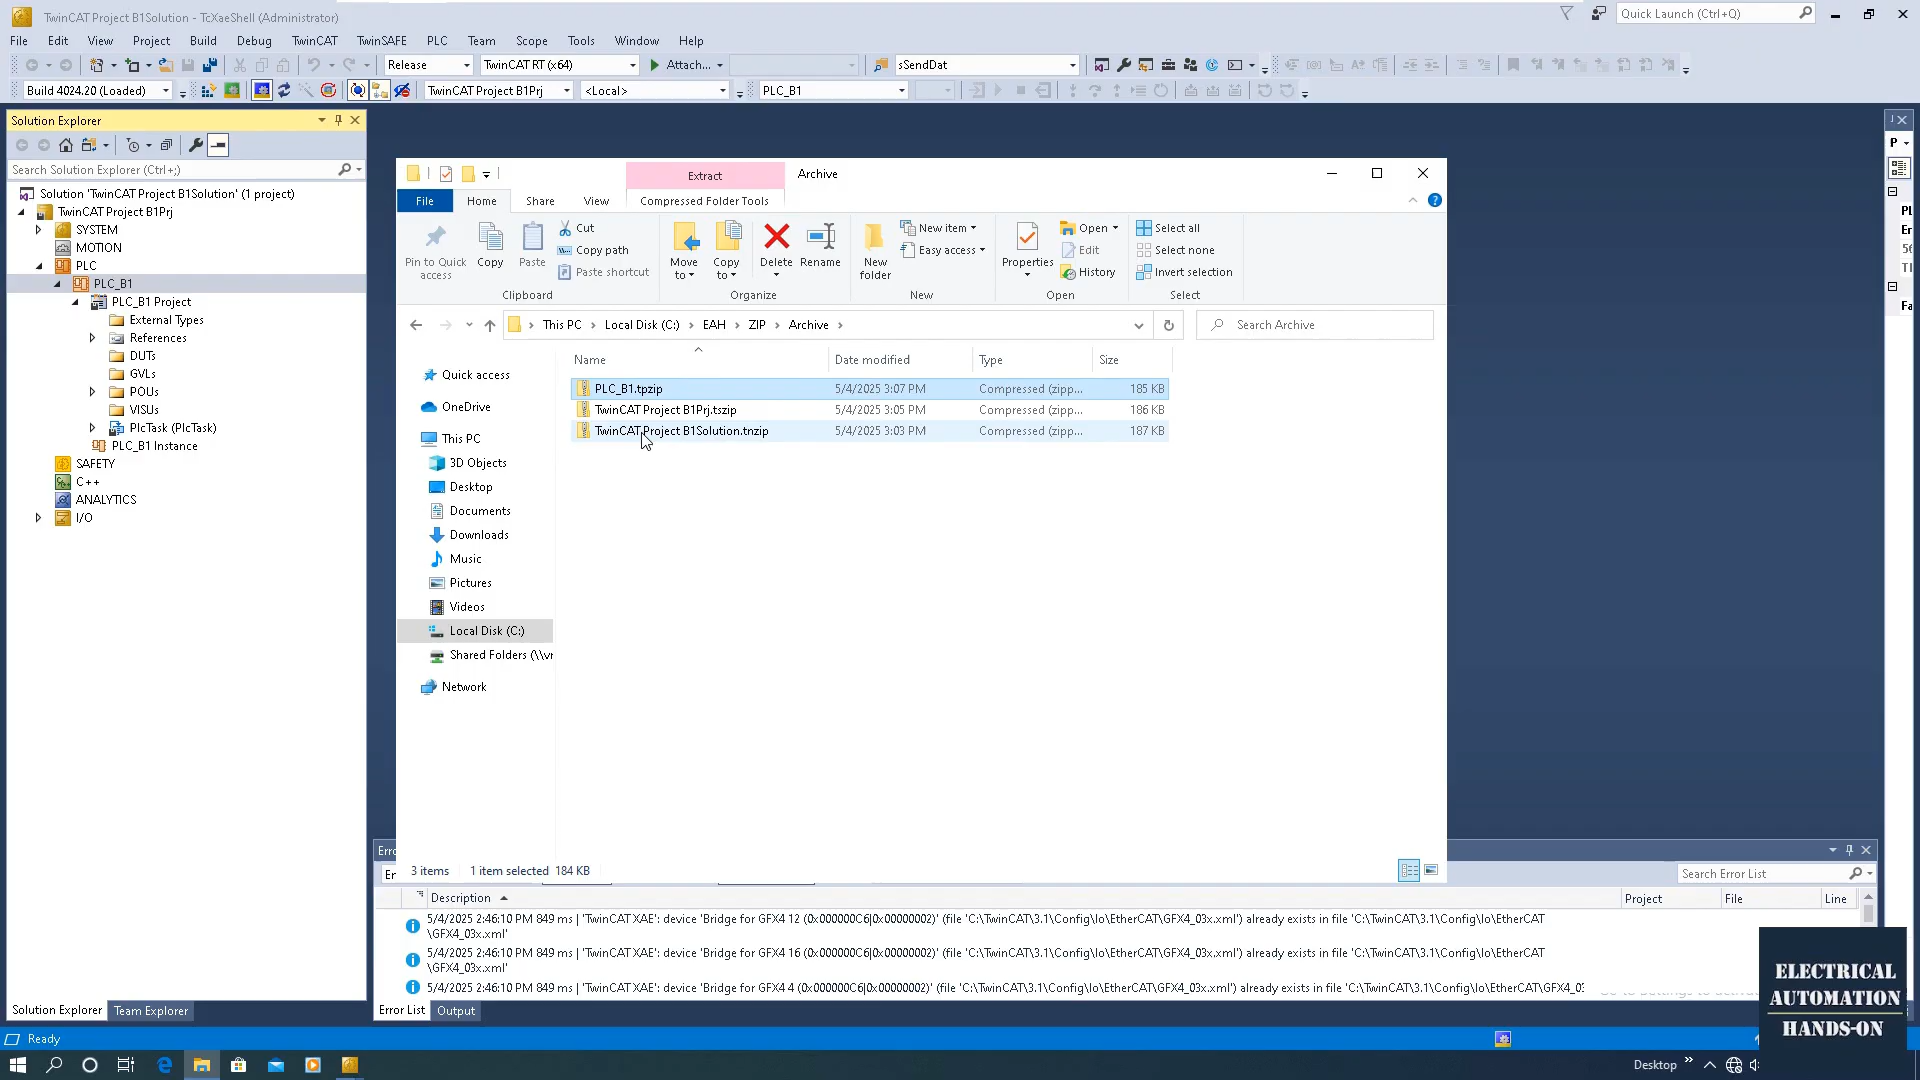 TwinCAT Project B1Solution - TcXaeShell (Administrator)
Quick Launch (Ctrl+Q)
File Edit View Project Build Debug TwinCAT TwinSAFE PLC Team Scope Tools Window Help
Release TwinCAT RT (x64) Attach... sSendDat
Build 4024.20 (Loaded) TwinCAT Project B1Prj <Local> PLC_B1
Solution Explorer
Search Solution Explorer (Ctrl+;)
Solution 'TwinCAT Project B1Solution' (1 project)
TwinCAT Project B1Prj
SYSTEM
MOTION
PLC
PLC_B1
PLC_B1 Project
External Types
References
DUTs
GVLs
POUs
VISUs
PlcTask (PlcTask)
PLC_B1 Instance
SAFETY
C++
ANALYTICS
I/O
Solution Explorer Team Explorer
Extract Archive
File Home Share View Compressed Folder Tools
Pin to Quick access
Copy
Paste
Cut
Copy path
Paste shortcut
Clipboard
Move to
Copy to
Delete
Rename
Organize
New folder
New item
Easy access
New
Properties
Open
Edit
History
Open
Select all
Select none
Invert selection
Select
This PC Local Disk (C:) EAH ZIP Archive
Search Archive
Quick access
OneDrive
This PC
3D Objects
Desktop
Documents
Downloads
Music
Pictures
Videos
Local Disk (C:)
Shared Folders (\\vr
Network
Name Date modified Type Size
PLC_B1.tpzip 5/4/2025 3:07 PM Compressed (zipp... 185 KB
TwinCAT Project B1Prj.tszip 5/4/2025 3:05 PM Compressed (zipp... 186 KB
TwinCAT Project B1Solution.tnzip 5/4/2025 3:03 PM Compressed (zipp... 187 KB
3 items 1 item selected 184 KB
P
PL
Er
Fa
Erro
Er
Search Error List
Description Project File Line
5/4/2025 2:46:10 PM 849 ms | 'TwinCAT XAE': device 'Bridge for GFX4 12 (0x000000C6|0x00000002)' (file 'C:\TwinCAT\3.1\Config\Io\EtherCAT\GFX4_03x.xml') already exists in file 'C:\TwinCAT\3.1\Config\Io\EtherCAT
\GFX4_03x.xml'
5/4/2025 2:46:10 PM 849 ms | 'TwinCAT XAE': device 'Bridge for GFX4 16 (0x000000C6|0x00000002)' (file 'C:\TwinCAT\3.1\Config\Io\EtherCAT\GFX4_03x.xml') already exists in file 'C:\TwinCAT\3.1\Config\Io\EtherCAT
\GFX4_03x.xml'
5/4/2025 2:46:10 PM 849 ms | 'TwinCAT XAE': device 'Bridge for GFX4 4 (0x000000C6|0x00000002)' (file 'C:\TwinCAT\3.1\Config\Io\EtherCAT\GFX4_03x.xml') already exists in file 'C:\TwinCAT\3.1\Config\Io\EtherCAT\GFX4_03
Error List Output
Ready
Desktop
ELECTRICAL
AUTOMATION
HANDS-ON